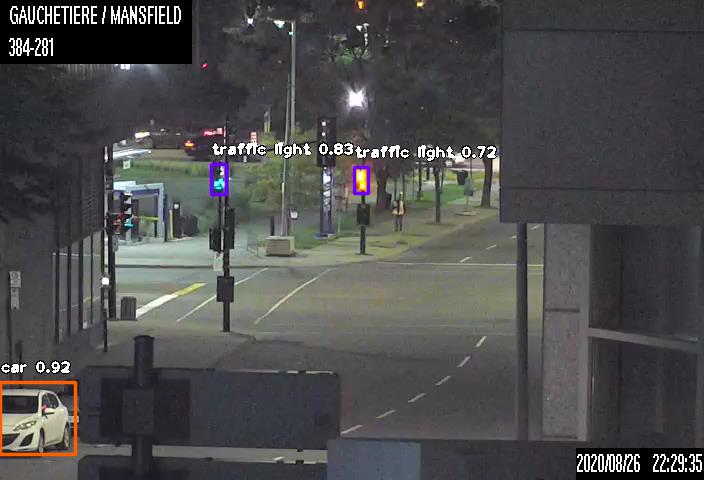 GAUCHETIERE / MANSFIELD
384-281
traffic light 0.83
traffic light 0.72
car 0.92
2020/08/26 22:29:35